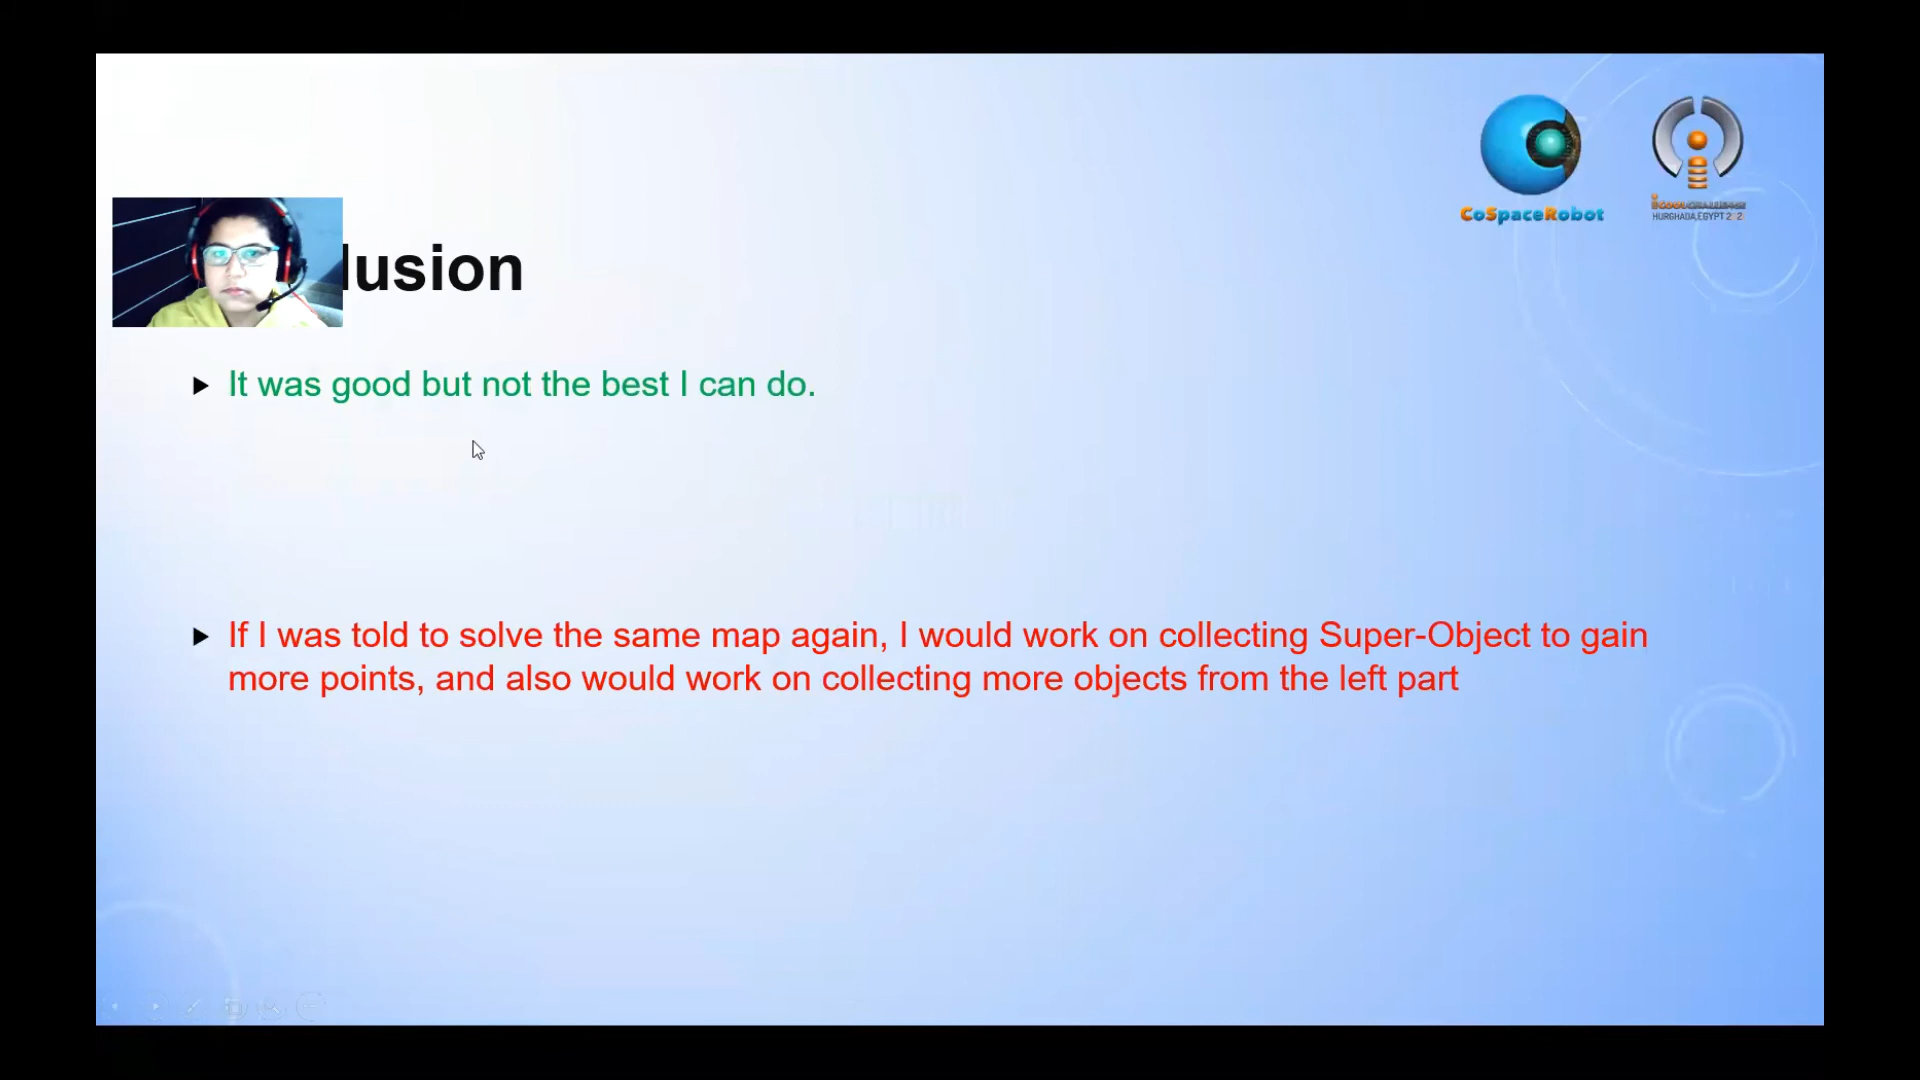 CoSpaceRobot
HURGHADA,EGYPT 2 2
lusion
It was good but not the best I can do.
If I was told to solve the same map again, I would work on collecting Super-Object to gain
more points, and also would work on collecting more objects from the left part